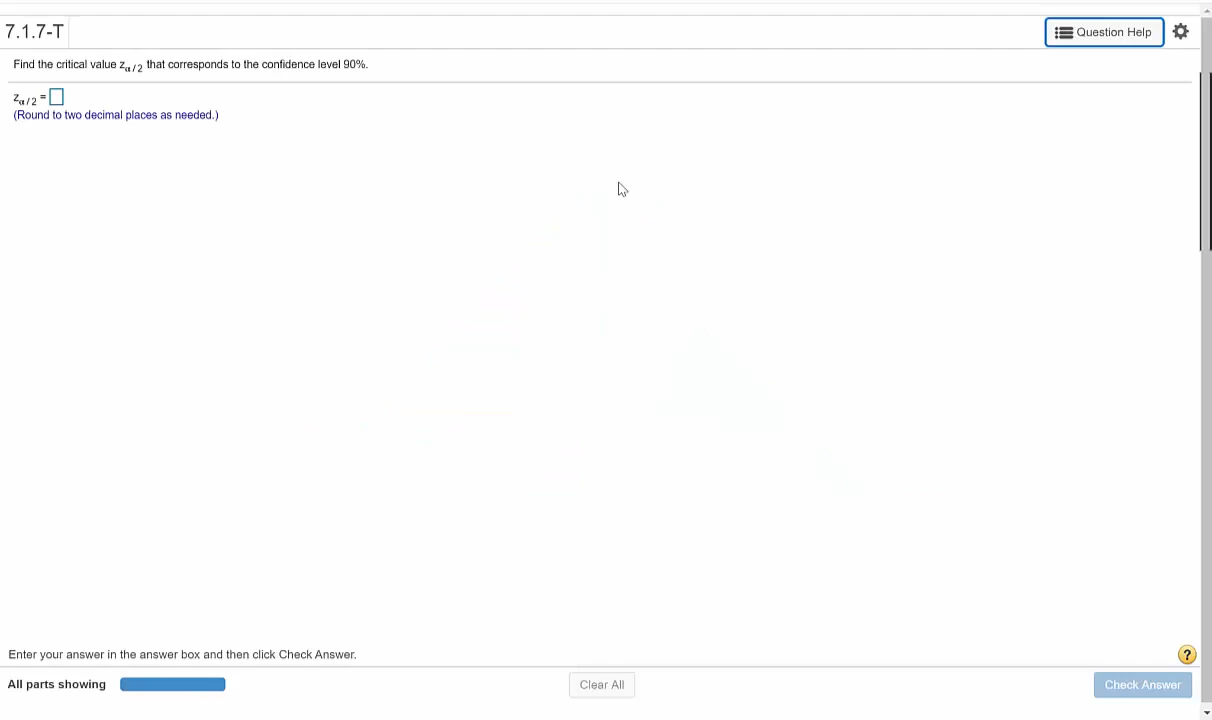 7.1.7-T
Question Help
Find the critical value zα/2 that corresponds to the confidence level 90%.
zα/2 =
(Round to two decimal places as needed.)
Enter your answer in the answer box and then click Check Answer.
?
All parts showing
Clear All
Check Answer